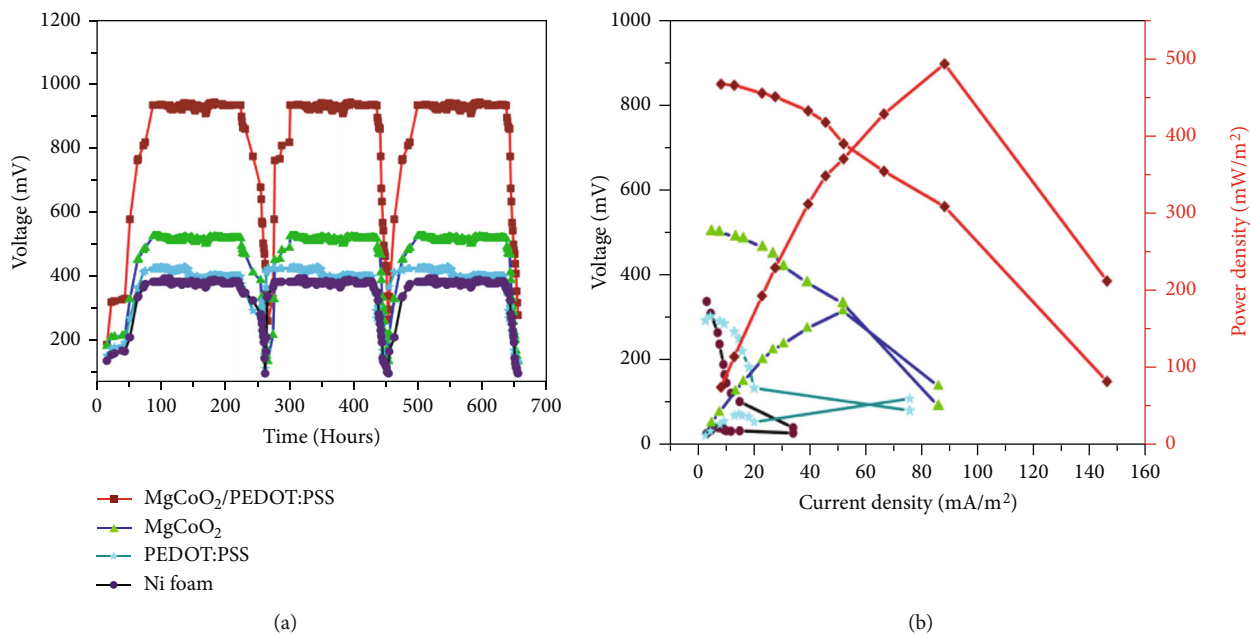 1200
1000
800
600
400
200
Voltage (mV)
0 100 200 300 400 500 600 700
Time (Hours)
MgCoO₂/PEDOT:PSS
MgCoO₂
PEDOT:PSS
Ni foam
(a)
1000
800
600
400
200
0
Voltage (mV)
0 20 40 60 80 100 120 140 160
Current density (mA/m²)
500
400
300
200
100
0
Power density (mW/m²)
(b)